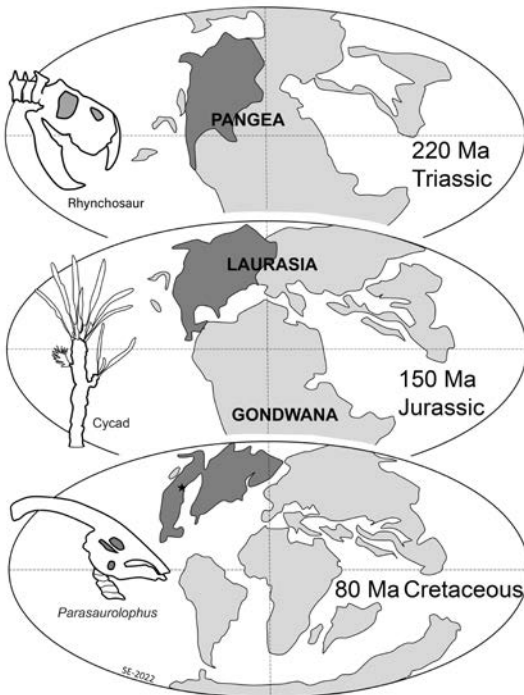 PANGEA
220 Ma
Triassic
Rhynchosaur
LAURASIA
150 Ma
Jurassic
Cycad
GONDWANA
80 Ma Cretaceous
Parasaurolophus
SE-2022